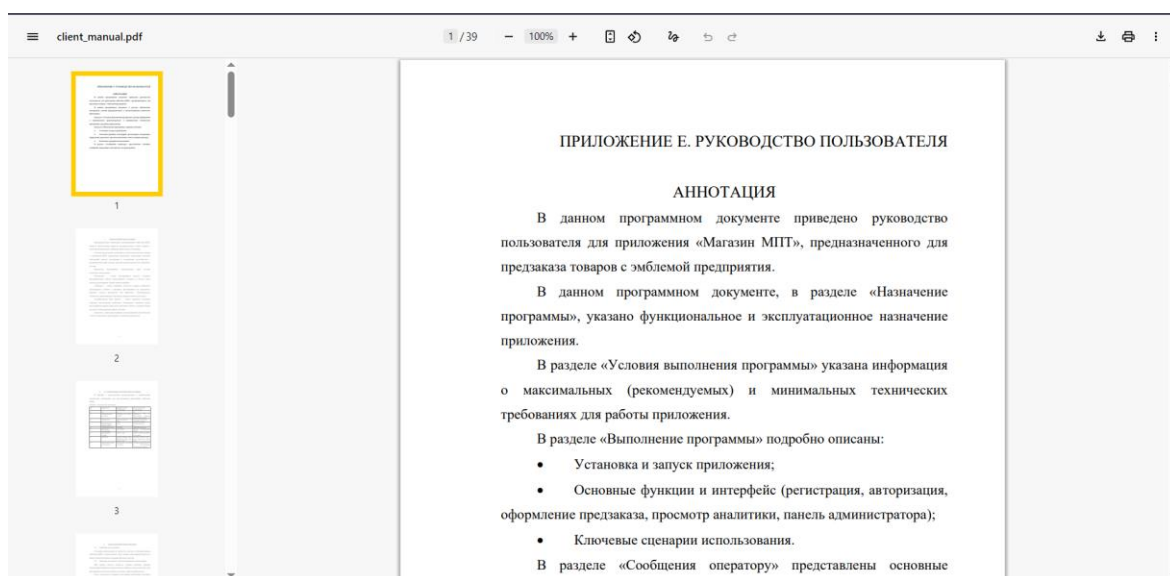 client_manual.pdf
1 / 39
100%
ПРИЛОЖЕНИЕ Е. РУКОВОДСТВО ПОЛЬЗОВАТЕЛЯ
АННОТАЦИЯ
В данном программном документе приведено руководство
пользователя для приложения «Магазин МПТ», предназначенного для
предзаказа товаров с эмблемой предприятия.
В данном программном документе, в разделе «Назначение
программы», указано функциональное и эксплуатационное назначение
приложения.
В разделе «Условия выполнения программы» указана информация
о максимальных (рекомендуемых) и минимальных технических
требованиях для работы приложения.
В разделе «Выполнение программы» подробно описаны:
• Установка и запуск приложения;
• Основные функции и интерфейс (регистрация, авторизация,
оформление предзаказа, просмотр аналитики, панель администратора);
• Ключевые сценарии использования.
В разделе «Сообщения оператору» представлены основные
1
2
3